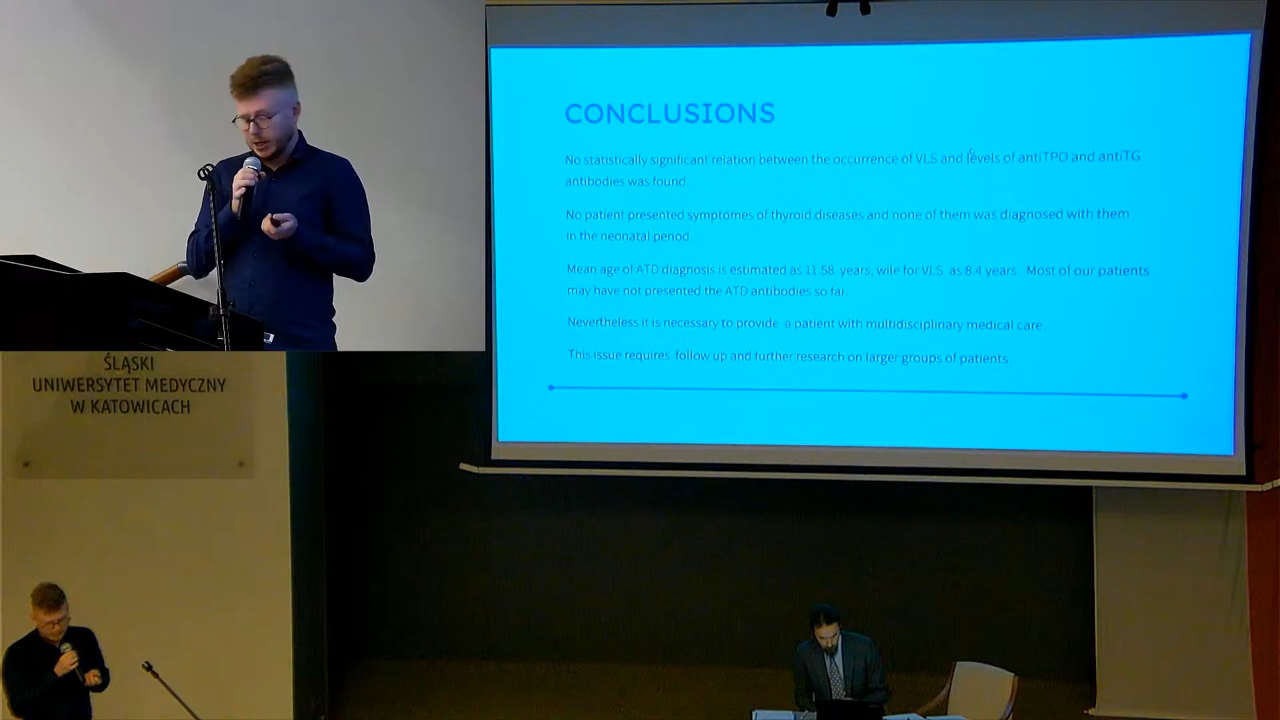 CONCLUSIONS
No statistically significant relation between the occurrence of VLS and levels of antiTPO and antiTG
antibodies was found
No patient presented symptomes of thyroid diseases and none of them was diagnosed with them
in the neonatal period.
Mean age of ATD diagnosis is estimated as 11.58 years, wile for VLS as 8.4 years. Most of our patients
may have not presented the ATD antibodies so far.
Nevertheless it is necessary to provide a patient with multidisciplinary medical care.
This issue requires follow up and further research on larger groups of patients
ŚLĄSKI
UNIWERSYTET MEDYCZNY
W KATOWICACH